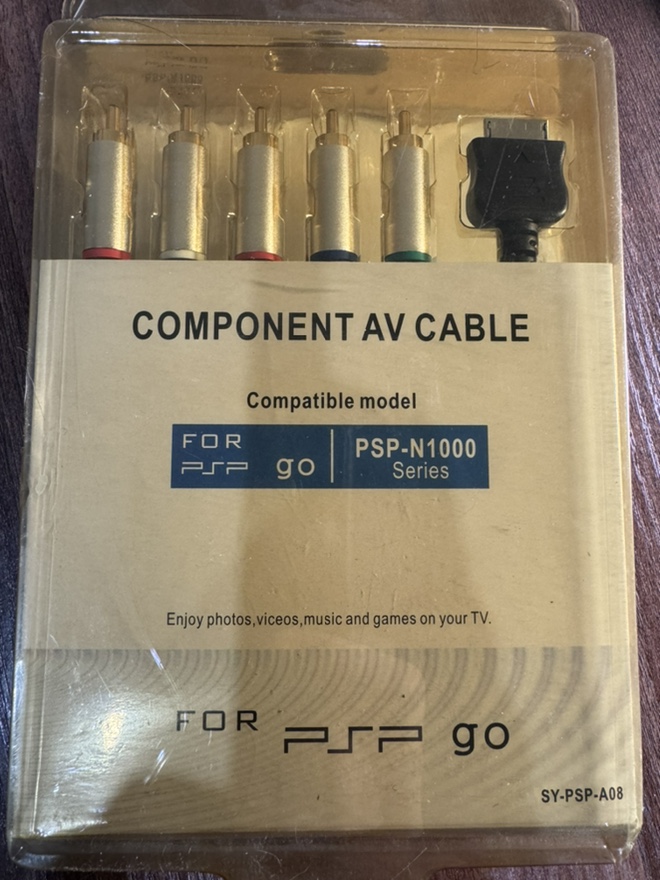 COMPONENT AV CABLE
Compatible model
FOR
PSP go
PSP-N1000
Series
Enjoy photos,viceos,music and games on your TV.
FOR PSP go
SY-PSP-A08